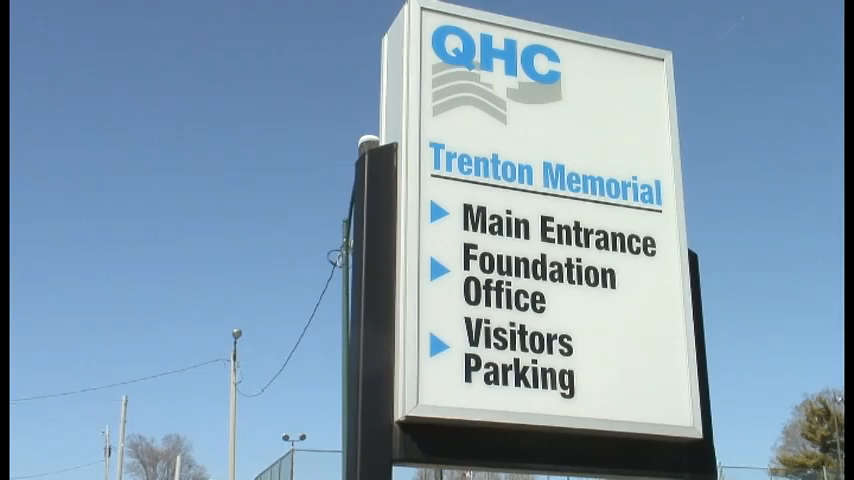 QHC
Trenton Memorial
Main Entrance
Foundation
Office
Visitors
Parking